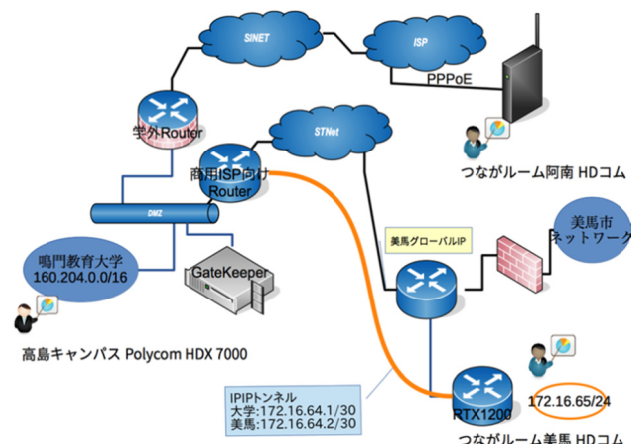 SINET
ISP
PPPoE
学外Router
STNet
商用ISP向け
Router
つながルーム阿南 HDコム
DMZ
美馬グローバルIP
美馬市
ネットワーク
鳴門教育大学
160.204.0.0/16
GateKeeper
高島キャンパス Polycom HDX 7000
IPIPトンネル
大学:172.16.64.1/30
美馬:172.16.64.2/30
RTX1200
172.16.65/24
つながルーム美馬 HDコム